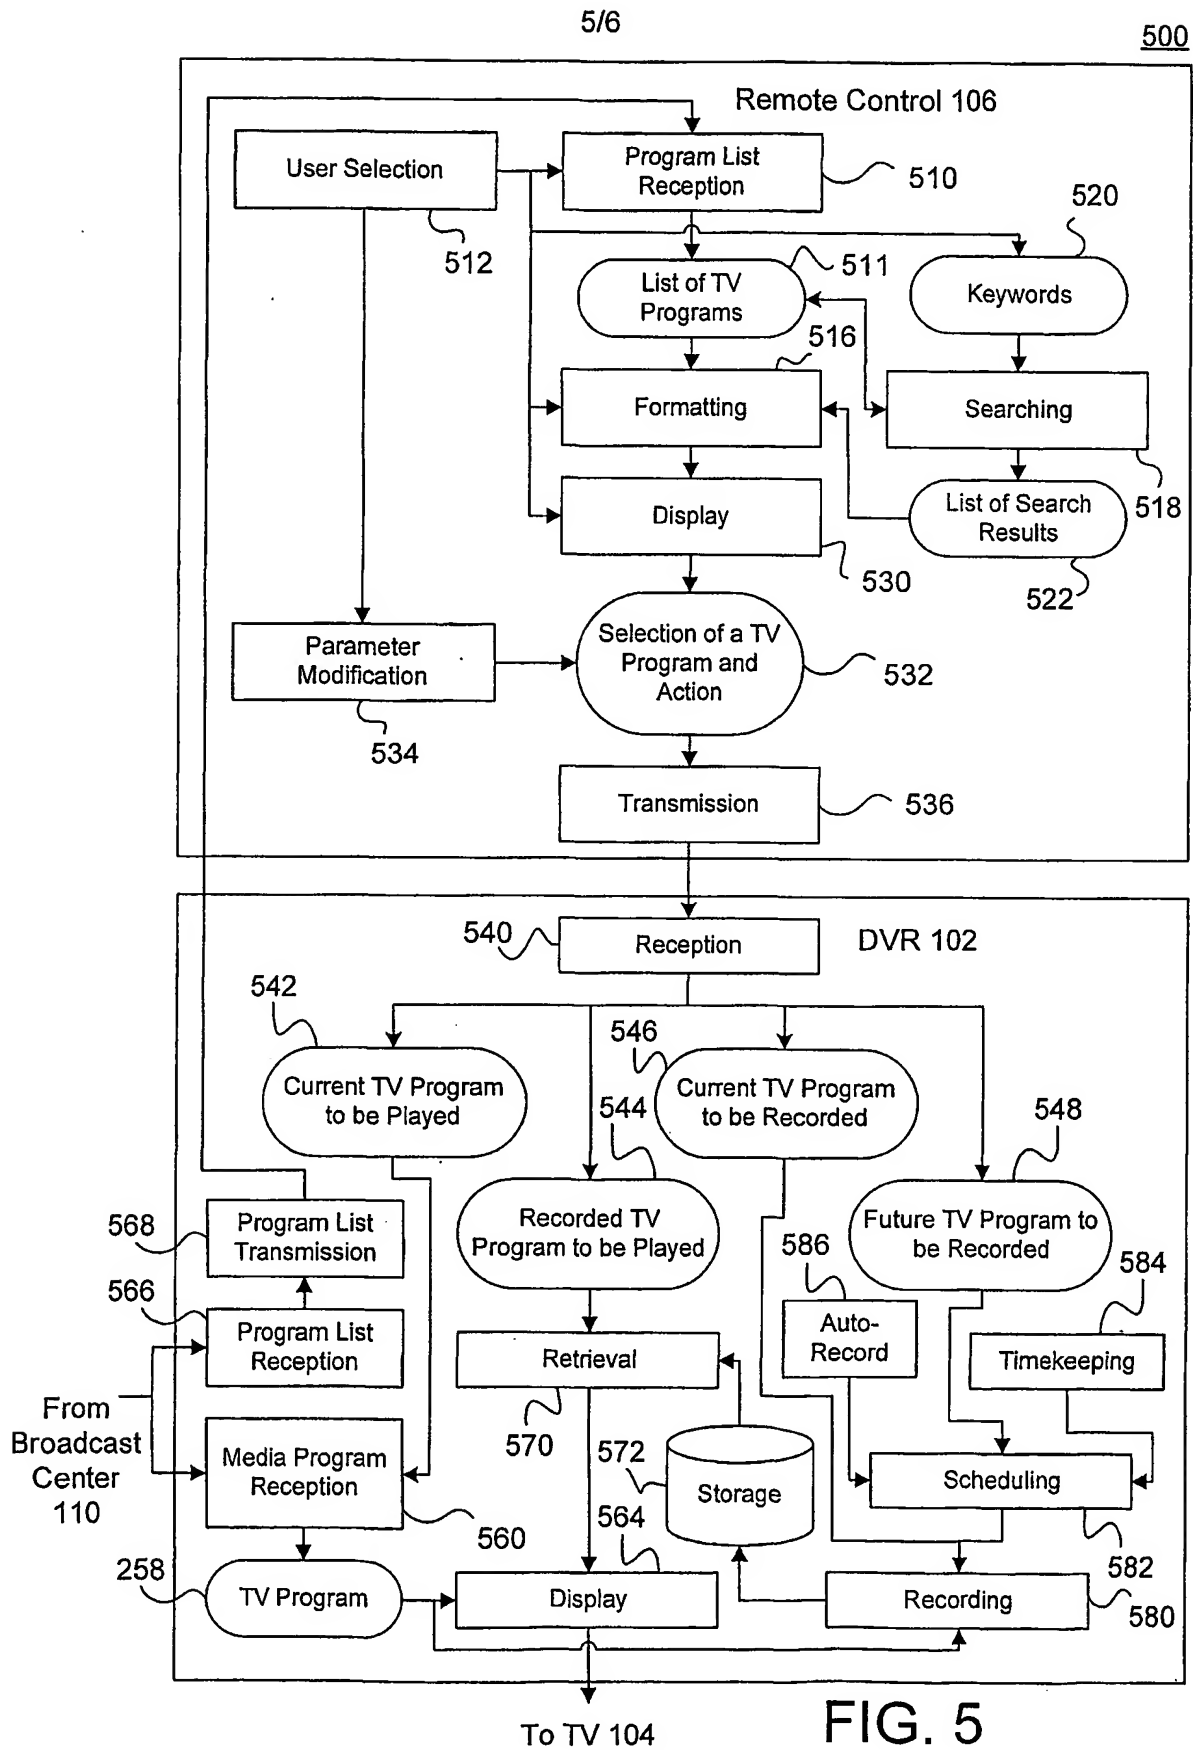 5/6
500
Remote Control 106
User Selection
512
Program List
Reception
510
520
List of TV
Programs
511
Keywords
516
Formatting
Searching
518
Display
530
List of Search
Results
522
Parameter
Modification
534
Selection of a TV
Program and
Action
532
Transmission
536
540
Reception
DVR 102
542
Current TV Program
to be Played
544
546
Current TV Program
to be Recorded
548
568
Program List
Transmission
Recorded TV
Program to be Played
Future TV Program to
be Recorded
566
Program List
Reception
586
Auto-
Record
584
Timekeeping
Retrieval
570
From
Broadcast
Center
110
Media Program
Reception
560
572
Storage
Scheduling
582
258
TV Program
564
Display
Recording
580
To TV 104
FIG. 5